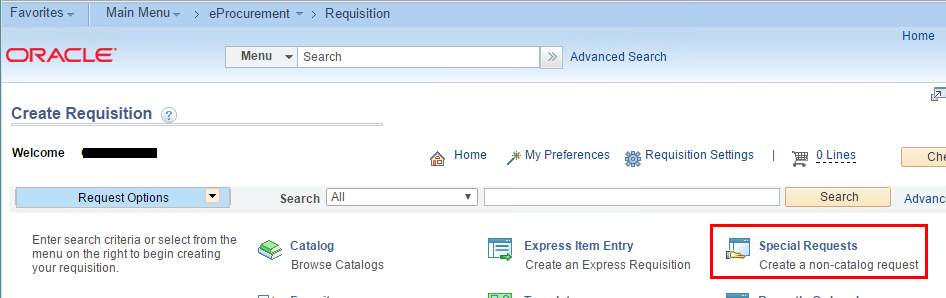 Favorites Main Menu > eProcurement > Requisition
Home
ORACLE Menu Search Advanced Search
Create Requisition ?
Welcome Home My Preferences Requisition Settings | 0 Lines
Request Options Search All Search
Enter search criteria or select from the
menu on the right to begin creating
your requisition.
Catalog
Browse Catalogs
Express Item Entry
Create an Express Requisition
Special Requests
Create a non-catalog request